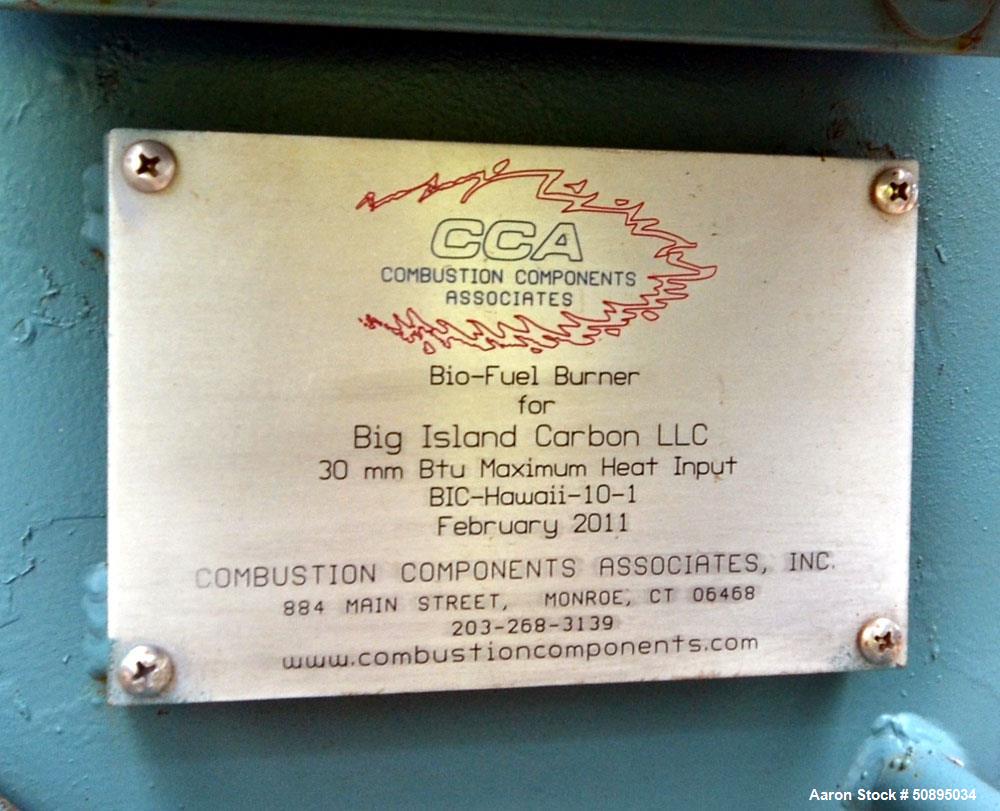 CCA
COMBUSTION COMPONENTS
ASSOCIATES
Bio-Fuel Burner
for
Big Island Carbon LLC
30 mm Btu Maximum Heat Input
BIC-Hawaii-10-1
February 2011
COMBUSTION COMPONENTS ASSOCIATES, INC.
884 MAIN STREET, MONROE, CT 06468
203-268-3139
www.combustioncomponents.com
Aaron Stock # 50895034